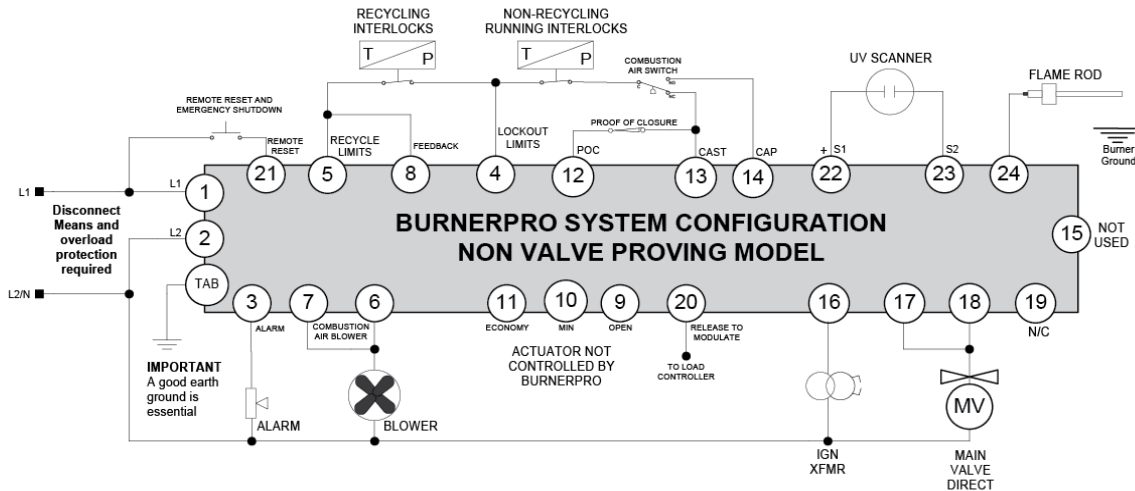 RECYCLING
INTERLOCKS
T P
NON-RECYCLING
RUNNING INTERLOCKS
T P
COMBUSTION
AIR SWITCH
UV SCANNER
FLAME ROD
REMOTE RESET AND
EMERGENCY SHUTDOWN
PROOF OF CLOSURE
REMOTE
RESET
RECYCLE
LIMITS
FEEDBACK
LOCKOUT
LIMITS
POC
CAST
CAP
+ S1
S2
Burner
Ground
21
5
8
4
12
13
14
22
23
24
L1
L1
1
Disconnect
Means and
overload
protection
required
L2
2
TAB
L2/N
BURNERPRO SYSTEM CONFIGURATION
NON VALVE PROVING MODEL
15
NOT
USED
3
7
6
11
10
9
20
16
17
18
19
ALARM
COMBUSTION
AIR BLOWER
ECONOMY
MIN
OPEN
RELEASE TO
MODULATE
N/C
IMPORTANT
A good earth
ground is
essential
ACTUATOR NOT
CONTROLLED BY
BURNERPRO
TO LOAD
CONTROLLER
MV
ALARM
BLOWER
IGN
XFMR
MAIN
VALVE
DIRECT